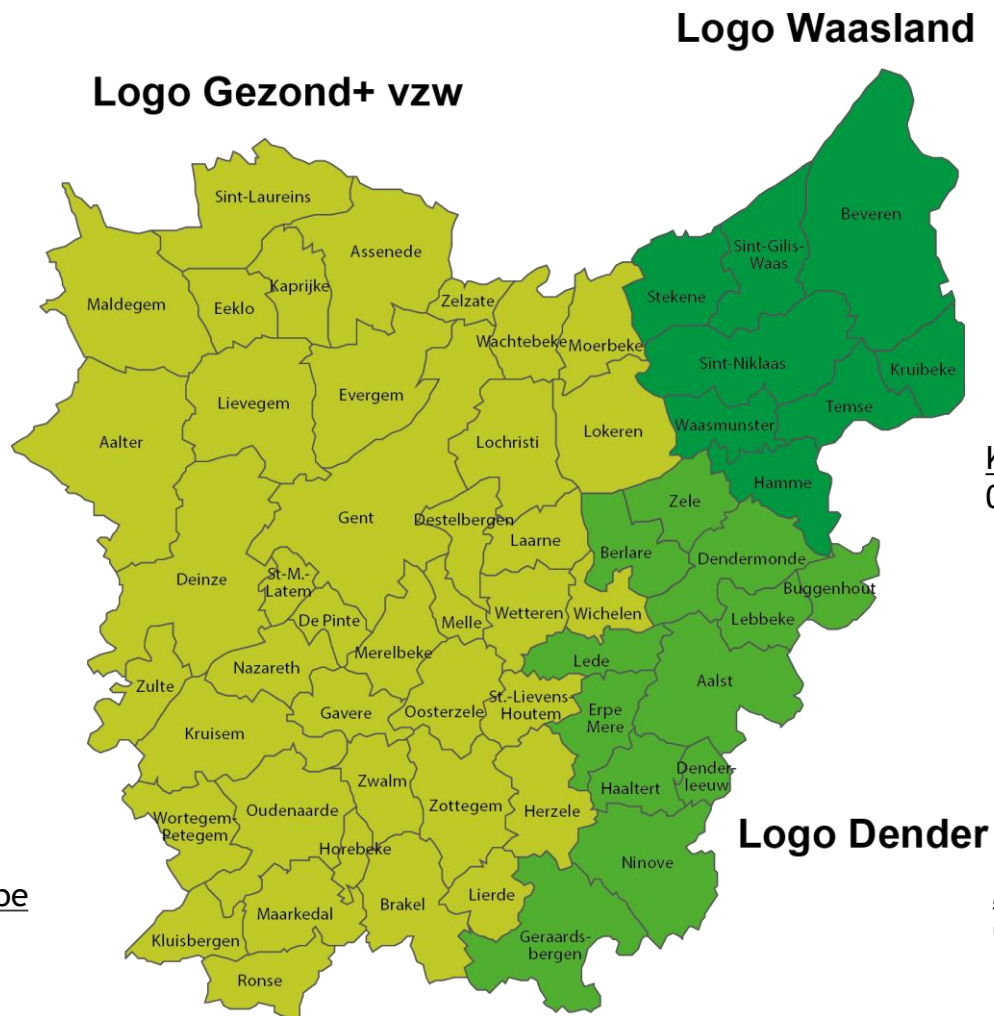 Logo Waasland
Logo Gezond+ vzw
Sint-Laureins
Beveren
Assenede
Sint-Gilis-
Waas
Kaprijke
Stekene
Maldegem
Eeklo
Zelzate
Wachtebeke
Moerbeke
Sint-Niklaas
Kruibeke
Evergem
Lievegem
Temse
Waasmunster
Lokeren
Aalter
Lochristi
Hamme
Zele
Gent
Destelbergen
Laarne
Berlare
Dendermonde
Deinze
St-M.-
Latem
Buggenhout
De Pinte
Melle
Wetteren
Wichelen
Lebbeke
Merelbeke
Nazareth
Lede
Zulte
Aalst
St.-Lievens-
Houtem
Gavere
Oosterzele
Erpe
Mere
Kruisem
Zwalm
Haaltert
Dender-
leeuw
Oudenaarde
Zottegem
Herzele
Wortegem-
Petegem
Logo Dender
Horebeke
Ninove
be
Lierde
Brakel
Maarkedal
Kluisbergen
Geraards-
bergen
Ronse